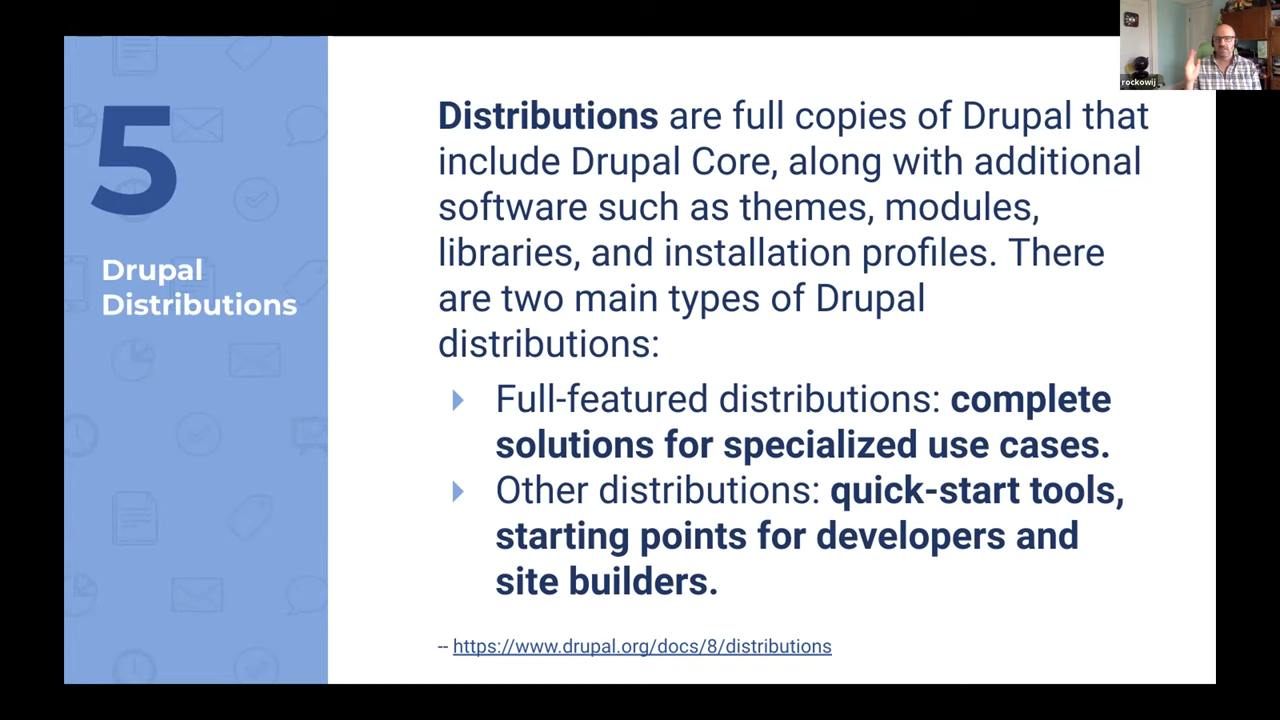 5
Drupal
Distributions
Distributions are full copies of Drupal that
include Drupal Core, along with additional
software such as themes, modules,
libraries, and installation profiles. There
are two main types of Drupal
distributions:
Full-featured distributions: complete
solutions for specialized use cases.
Other distributions: quick-start tools,
starting points for developers and
site builders.
-- https://www.drupal.org/docs/8/distributions
rockowij